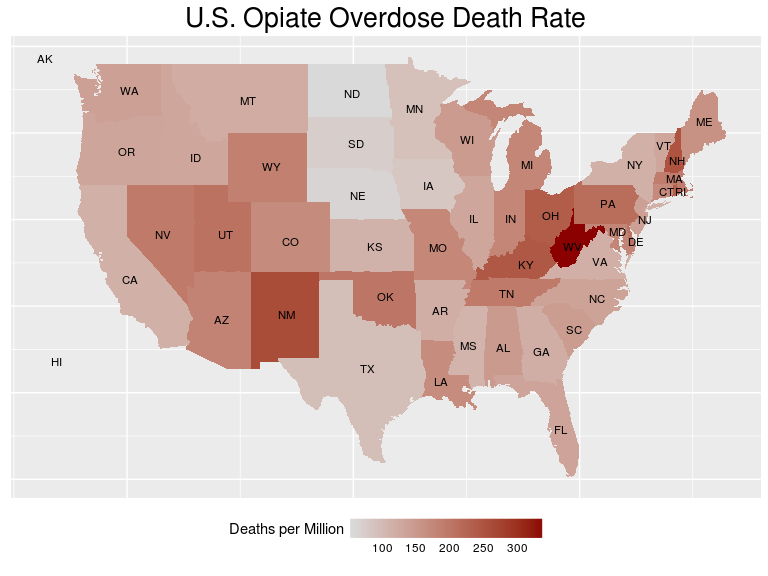 U.S. Opiate Overdose Death Rate
AK
WA
MT
ND
MN
ME
OR
ID
WY
SD
WI
MI
VT
NH
NY
MA
CT RI
NE
IA
NV
UT
CO
KS
MO
IL
IN
OH
PA
NJ
MD
DE
WV
VA
KY
CA
AZ
NM
OK
AR
TN
NC
SC
HI
TX
LA
MS
AL
GA
FL
Deaths per Million
100 150 200 250 300